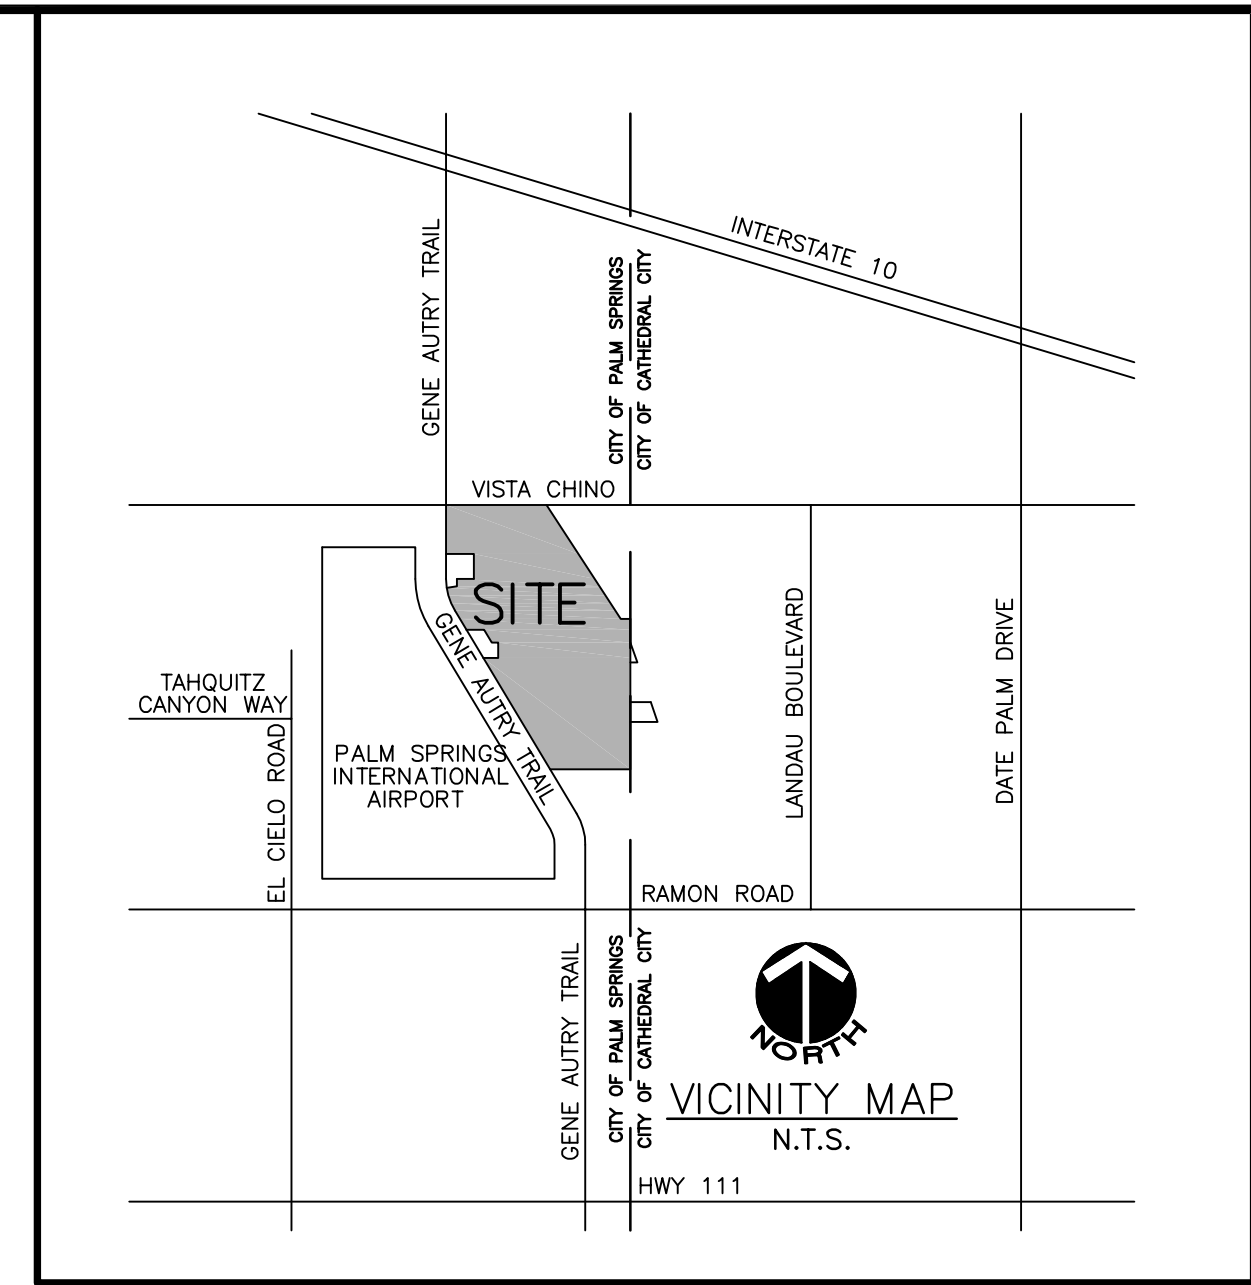 INTERSTATE 10
GENE AUTRY TRAIL
CITY OF PALM SPRINGS
CITY OF CATHEDRAL CITY
VISTA CHINO
SITE
GENE AUTRY TRAIL
TAHQUITZ
CANYON WAY
EL CIELO ROAD
PALM SPRINGS
INTERNATIONAL
AIRPORT
LANDAU BOULEVARD
DATE PALM DRIVE
RAMON ROAD
GENE AUTRY TRAIL
CITY OF PALM SPRINGS
CITY OF CATHEDRAL CITY
NORTH
VICINITY MAP
N.T.S.
HWY 111